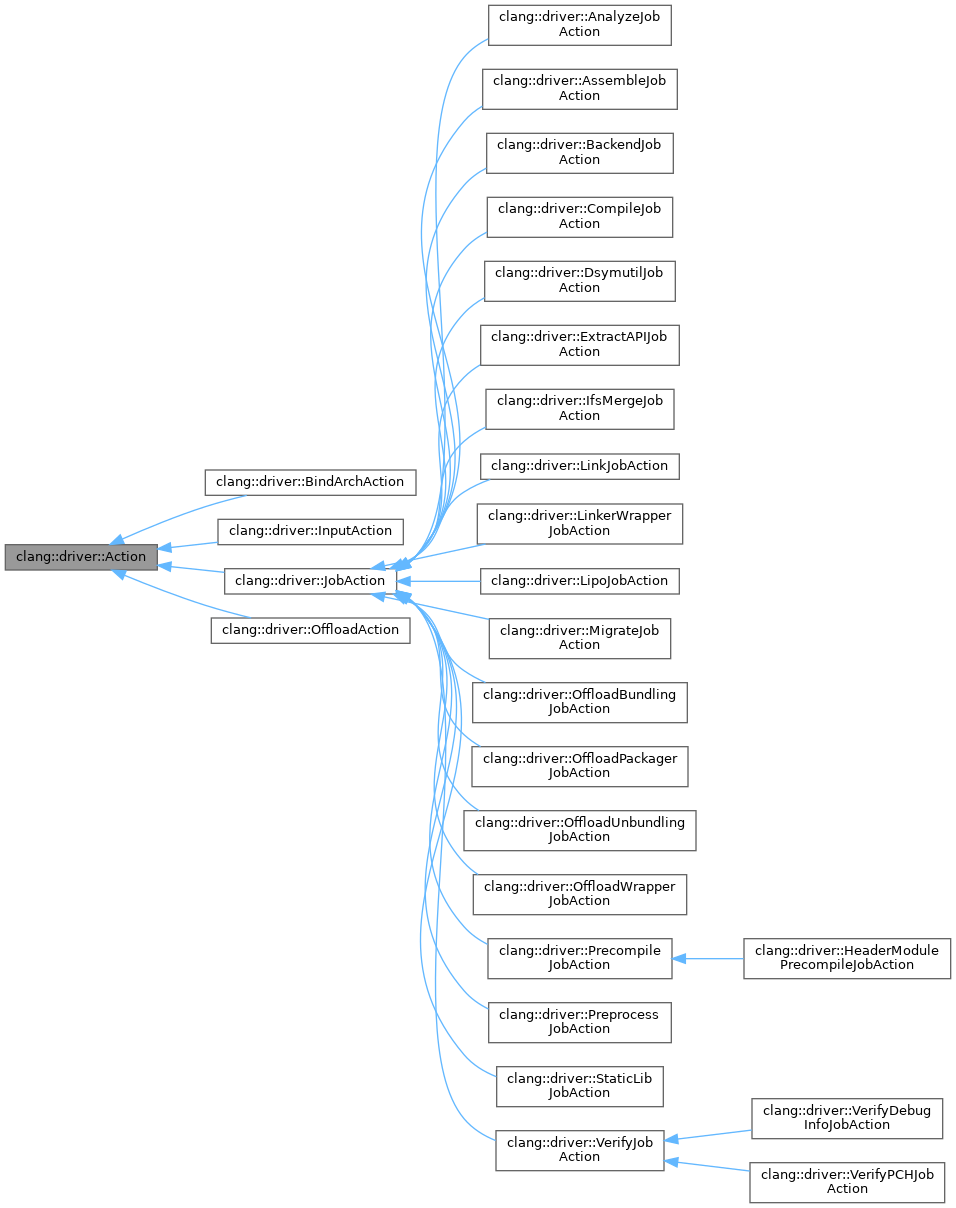 clang::driver::AnalyzeJob
Action
clang::driver::AssembleJob
Action
clang::driver::BackendJob
Action
clang::driver::CompileJob
Action
clang::driver::DsymutilJob
Action
clang::driver::ExtractAPIJob
Action
clang::driver::IfsMergeJob
Action
clang::driver::LinkJobAction
clang::driver::BindArchAction
clang::driver::LinkerWrapper
JobAction
clang::driver::InputAction
clang::driver::Action
clang::driver::JobAction
clang::driver::LipoJobAction
clang::driver::OffloadAction
clang::driver::MigrateJob
Action
clang::driver::OffloadBundling
JobAction
clang::driver::OffloadPackager
JobAction
clang::driver::OffloadUnbundling
JobAction
clang::driver::OffloadWrapper
JobAction
clang::driver::Precompile
JobAction
clang::driver::HeaderModule
PrecompileJobAction
clang::driver::Preprocess
JobAction
clang::driver::StaticLib
JobAction
clang::driver::VerifyJob
Action
clang::driver::VerifyDebug
InfoJobAction
clang::driver::VerifyPCHJob
Action